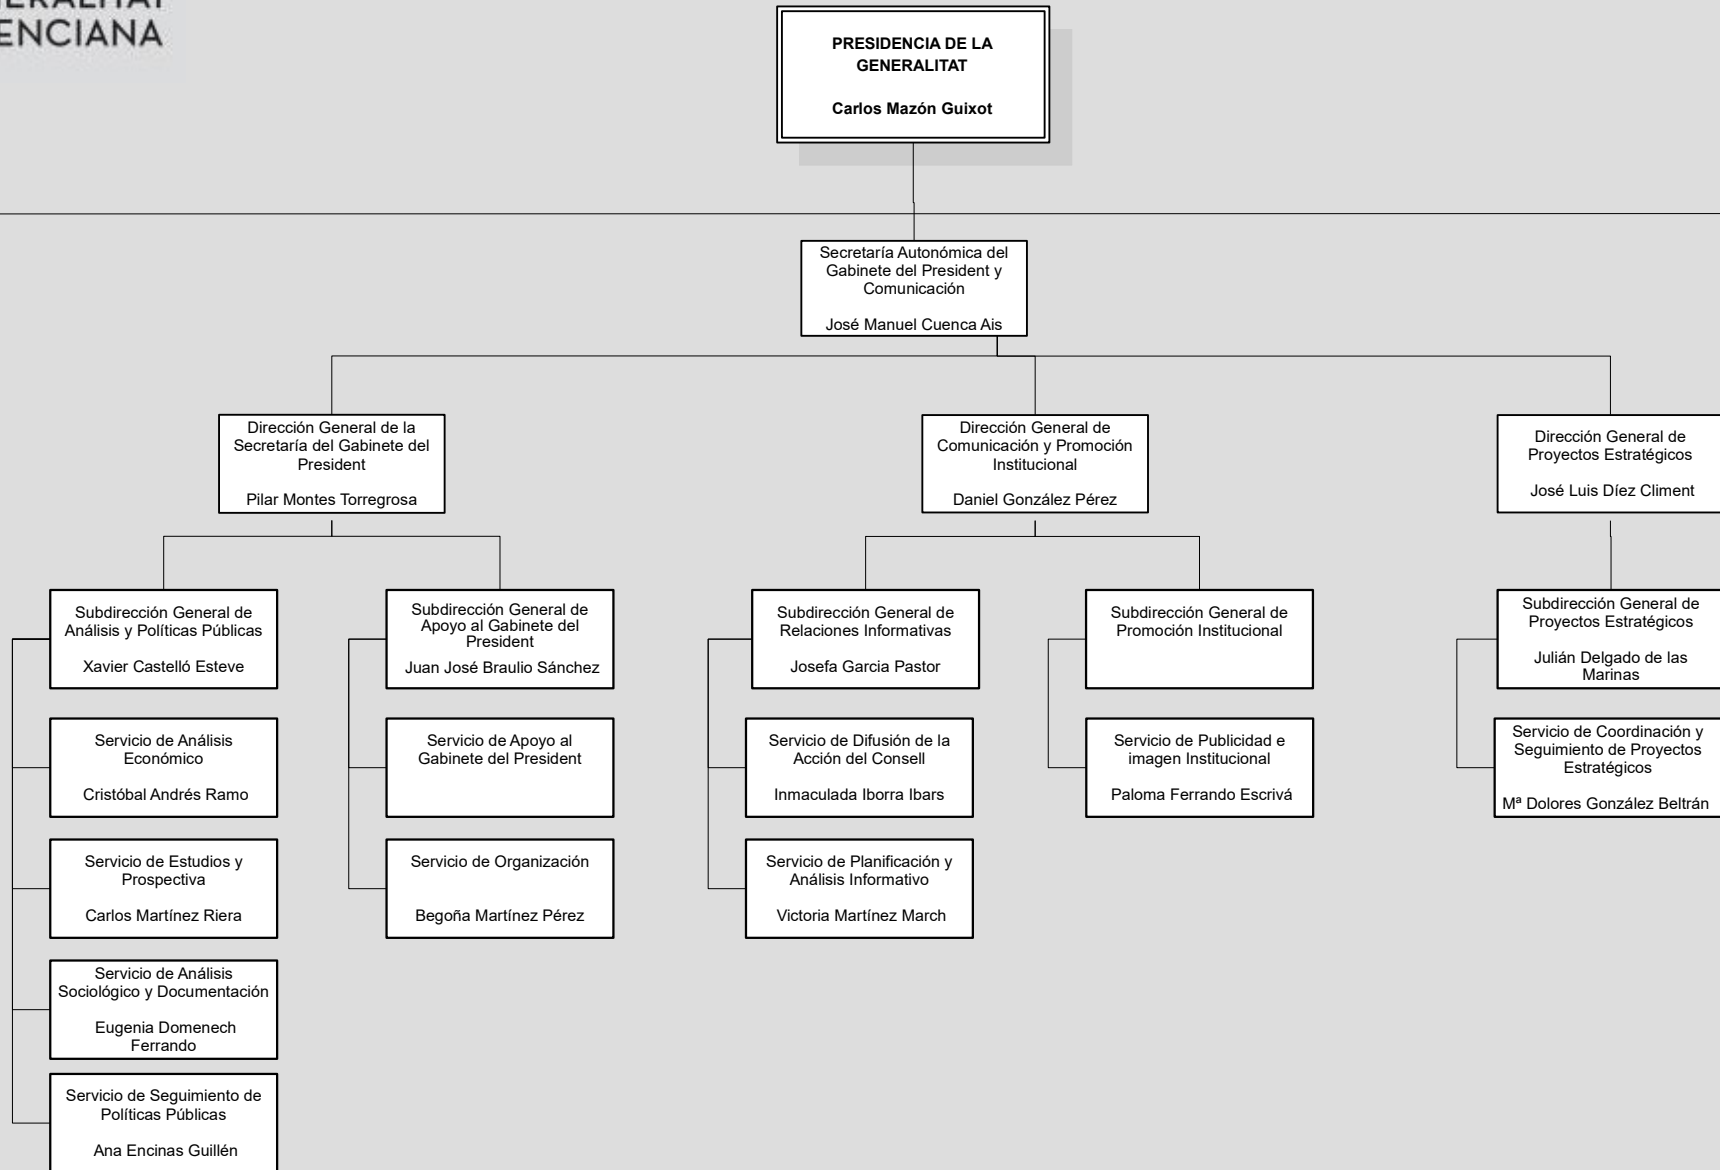 ENCIANA
PRESIDENCIA DE LA
GENERALITAT
Carlos Mazón Guixot
Secretaría Autonómica del
Gabinete del President y
Comunicación
José Manuel Cuenca Ais
Dirección General de la
Secretaría del Gabinete del
President
Pilar Montes Torregrosa
Dirección General de
Comunicación y Promoción
Institucional
Daniel González Pérez
Dirección General de
Proyectos Estratégicos
José Luis Díez Climent
Subdirección General de
Análisis y Políticas Públicas
Xavier Castelló Esteve
Subdirección General de
Apoyo al Gabinete del
President
Juan José Braulio Sánchez
Subdirección General de
Relaciones Informativas
Josefa Garcia Pastor
Subdirección General de
Promoción Institucional
Subdirección General de
Proyectos Estratégicos
Julián Delgado de las
Marinas
Servicio de Análisis
Económico
Cristóbal Andrés Ramo
Servicio de Apoyo al
Gabinete del President
Servicio de Difusión de la
Acción del Consell
Inmaculada Iborra Ibars
Servicio de Publicidad e
imagen Institucional
Paloma Ferrando Escrivá
Servicio de Coordinación y
Seguimiento de Proyectos
Estratégicos
Mª Dolores González Beltrán
Servicio de Estudios y
Prospectiva
Carlos Martínez Riera
Servicio de Organización
Begoña Martínez Pérez
Servicio de Planificación y
Análisis Informativo
Victoria Martínez March
Servicio de Análisis
Sociológico y Documentación
Eugenia Domenech
Ferrando
Servicio de Seguimiento de
Políticas Públicas
Ana Encinas Guillén